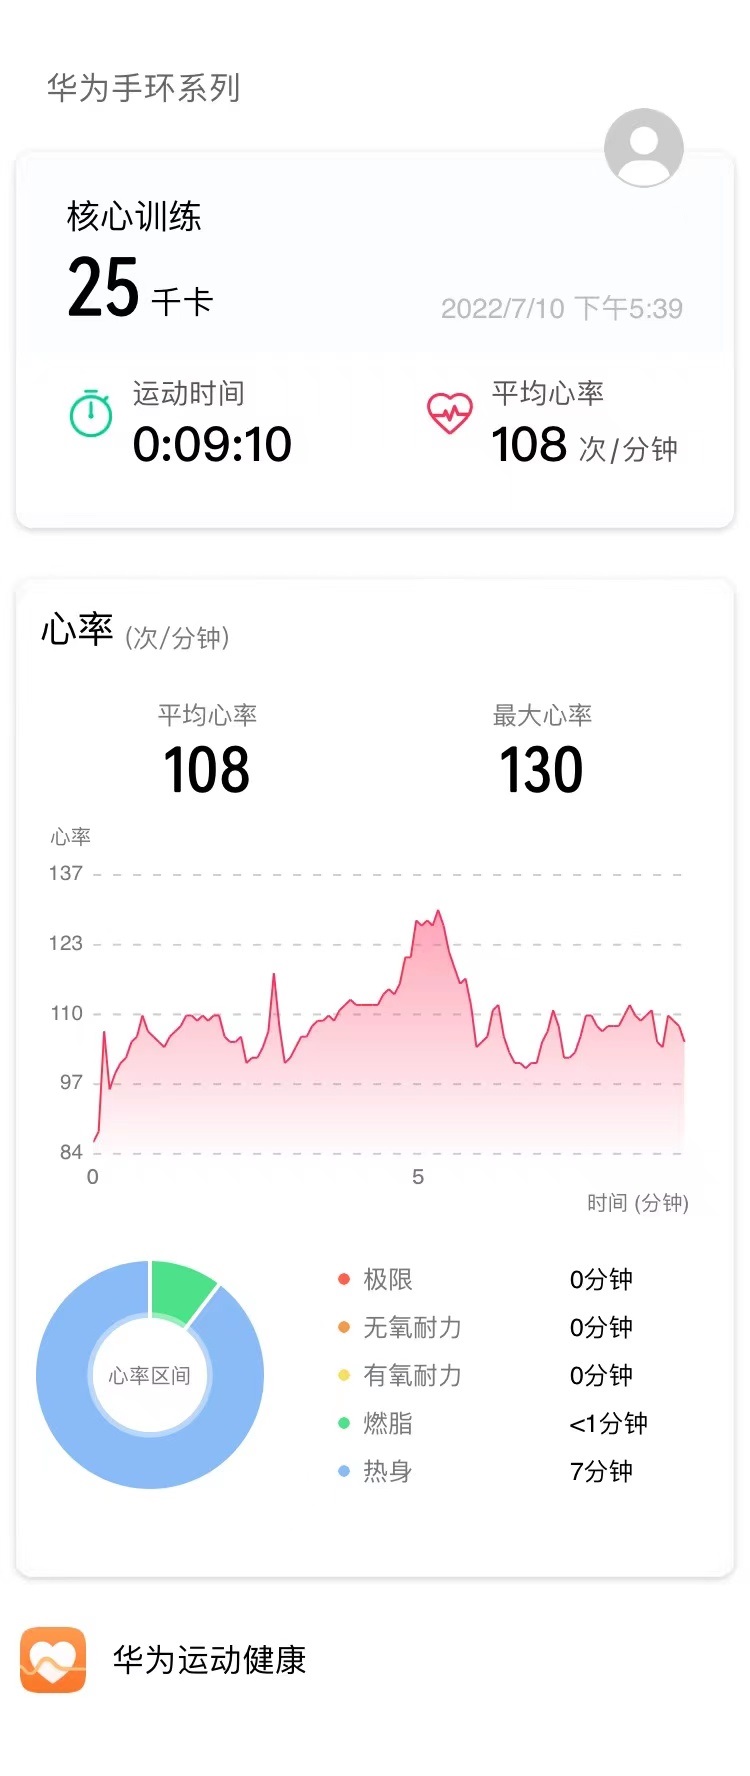 华为手环系列
核心训练
25 千卡
2022/7/10 下午5:39
运动时间
0:09:10
平均心率
108 次/分钟
心率 (次/分钟)
平均心率
108
最大心率
130
心率
137
123
110
97
84
0 5
时间 (分钟)
心率区间
极限 0分钟
无氧耐力 0分钟
有氧耐力 0分钟
燃脂 <1分钟
热身 7分钟
华为运动健康